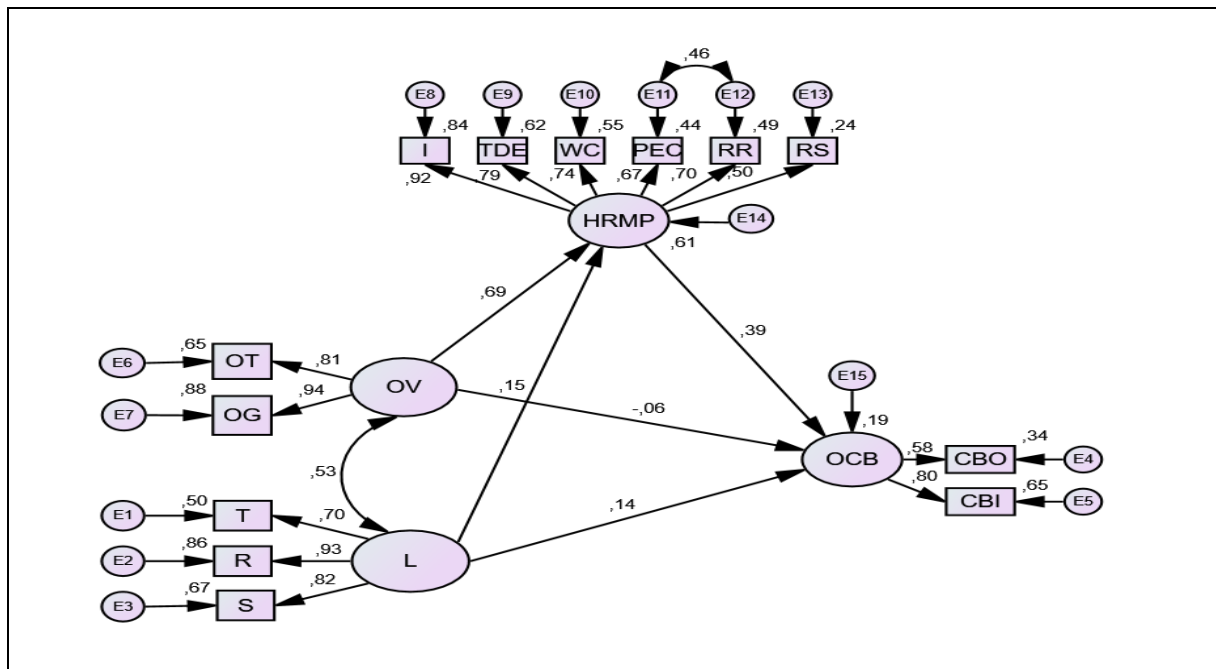 ,46
E8 E9 E10 E11 E12 E13
,84 ,62 ,55 ,44 ,49 ,24
I TDE WC PEC RR RS
,92 ,79 ,74 ,67 ,70 ,50
HRMP E14
,61
,69
,39
E6 ,65 OT ,81
OV
E15
E7 ,88 OG ,94
,15 -,06
,19
OCB ,58 CBO ,34 E4
,80 CBI ,65 E5
,53
E1 ,50 T ,70
,14
E2 ,86 R ,93
L
E3 ,67 S ,82